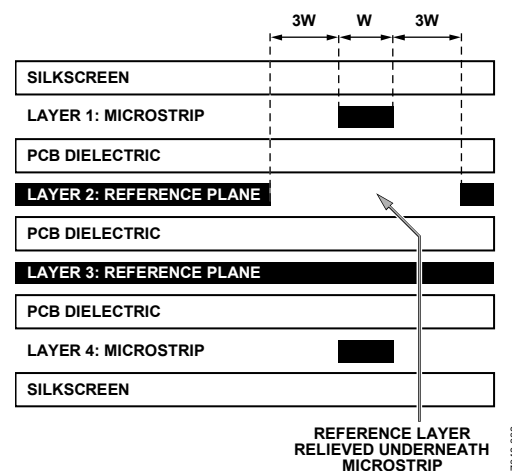 3W W 3W
SILKSCREEN
LAYER 1: MICROSTRIP
PCB DIELECTRIC
LAYER 2: REFERENCE PLANE
PCB DIELECTRIC
LAYER 3: REFERENCE PLANE
PCB DIELECTRIC
LAYER 4: MICROSTRIP
SILKSCREEN
REFERENCE LAYER
RELIEVED UNDERNEATH
MICROSTRIP